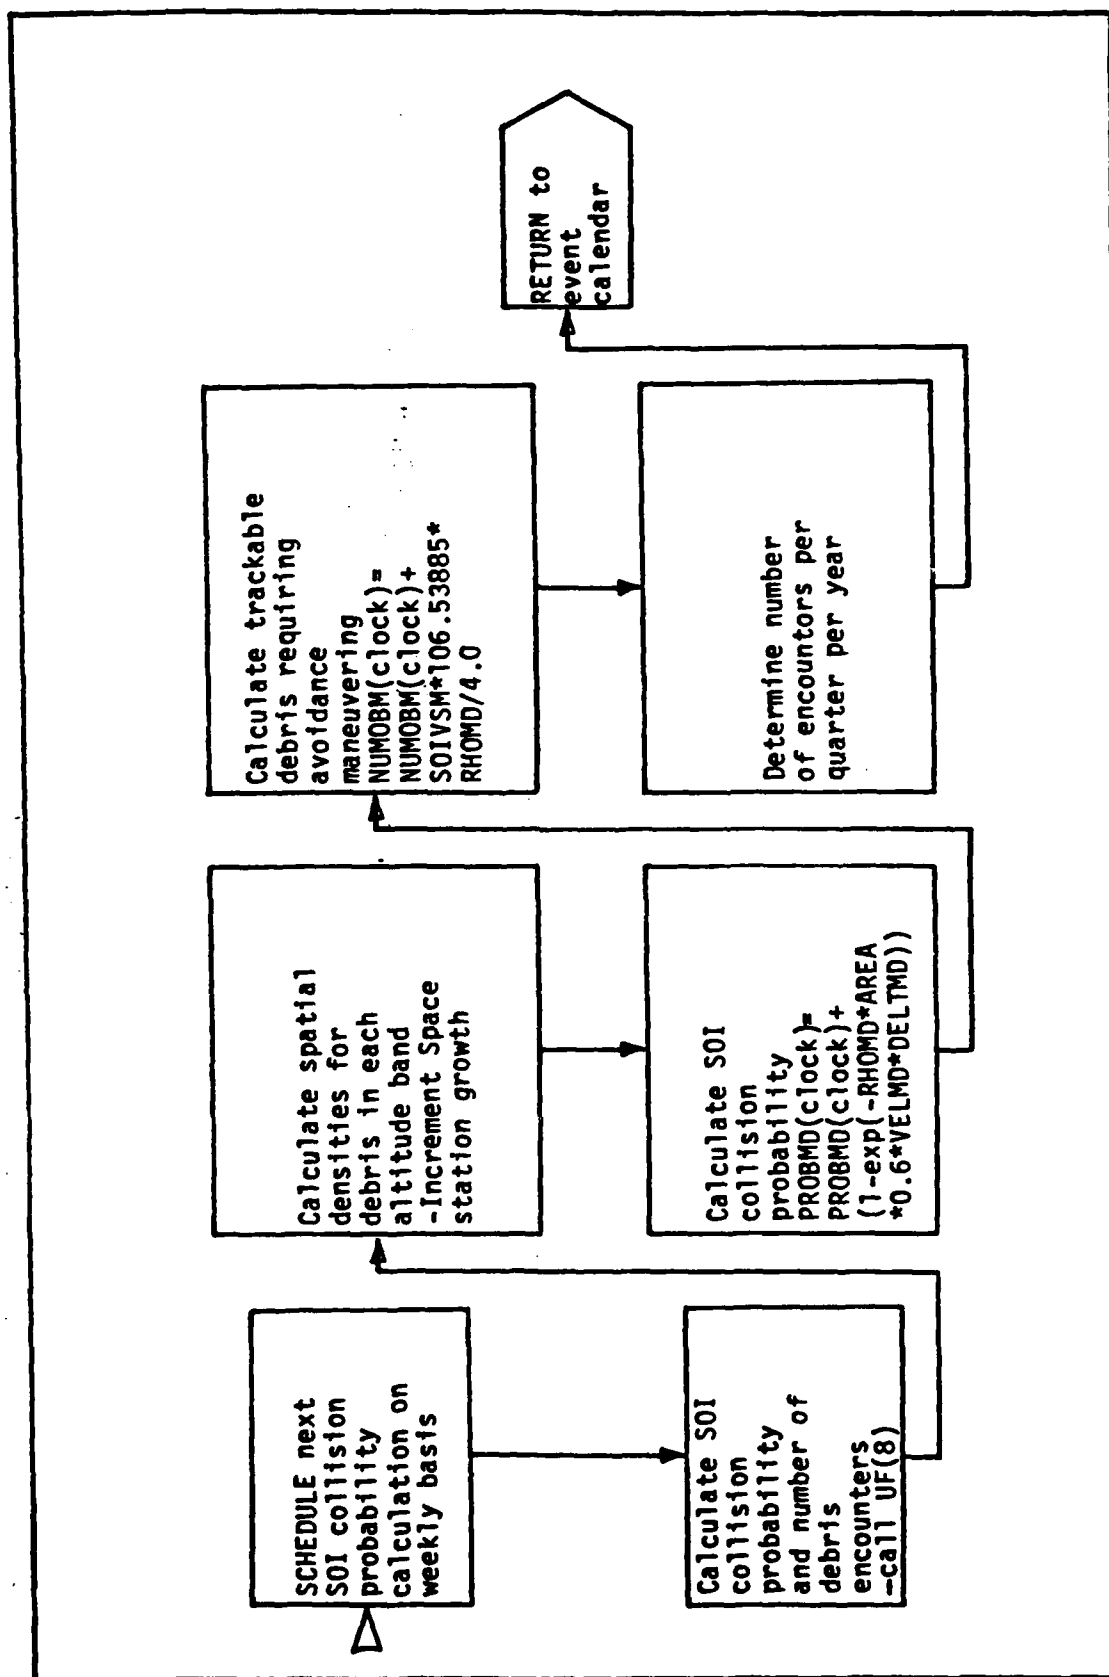 SCHEDULE next
SOI collision
probability
calculation on
weekly basis
Calculate SOI
collision
probability
and number of
debris
encounters
-call UF(8)
Calculate spatial
densities for
debris in each
altitude band
-Increment Space
station growth
Calculate SOI
collision
probability
PROBMD(clock)=
PROBMD(clock)+
(1-exp(-RHOMD*AREA
*0.6*VELMD*DELTMD))
Calculate trackable
debris requiring
avoidance
maneuvering
NUMOBM(clock)=
NUMOBM(clock)+
SOIVSM*106.53885*
RHOMD/4.0
Determine number
of encountors per
quarter per year
RETURN to
event
calendar